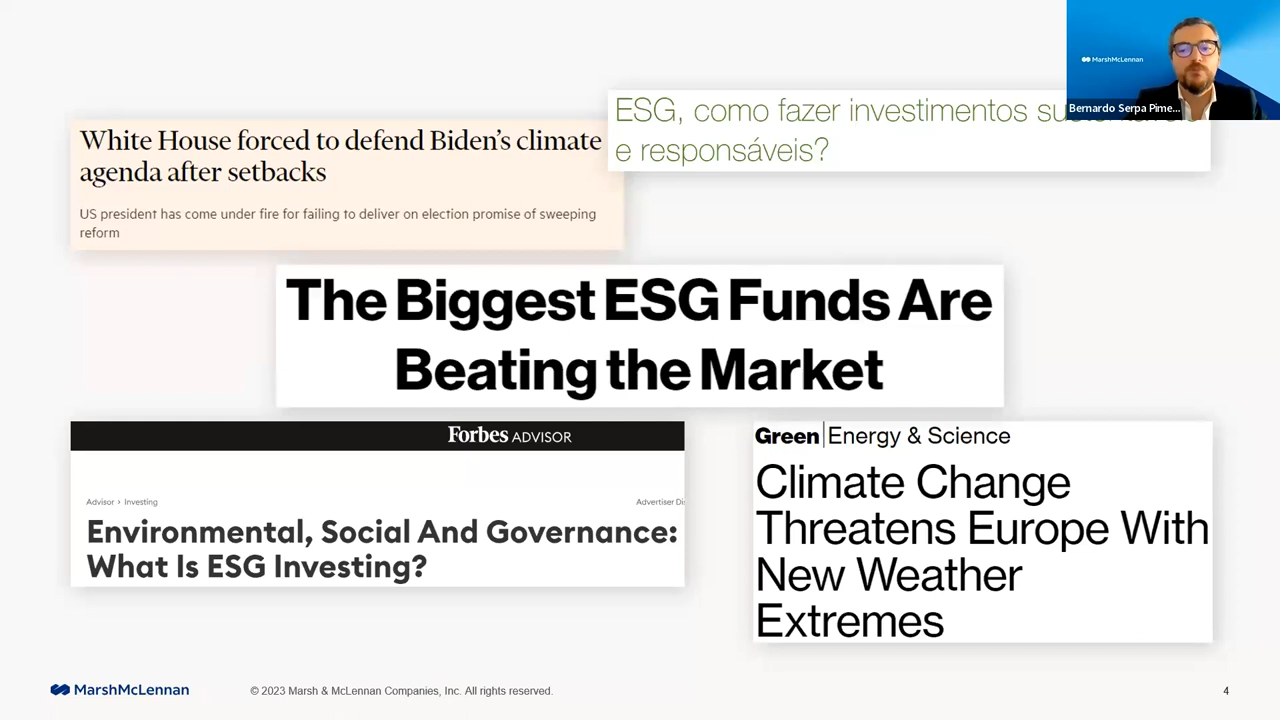 MarshMcLennan
Bernardo Serpa Pime...
White House forced to defend Biden's climate
agenda after setbacks
US president has come under fire for failing to deliver on election promise of sweeping
reform
ESG, como fazer investimentos
e responsáveis?
The Biggest ESG Funds Are
Beating the Market
Forbes ADVISOR
Advisor › Investing
Advertiser Dis
Environmental, Social And Governance:
What Is ESG Investing?
Green | Energy & Science
Climate Change
Threatens Europe With
New Weather
Extremes
MarshMcLennan
© 2023 Marsh & McLennan Companies, Inc. All rights reserved.
4